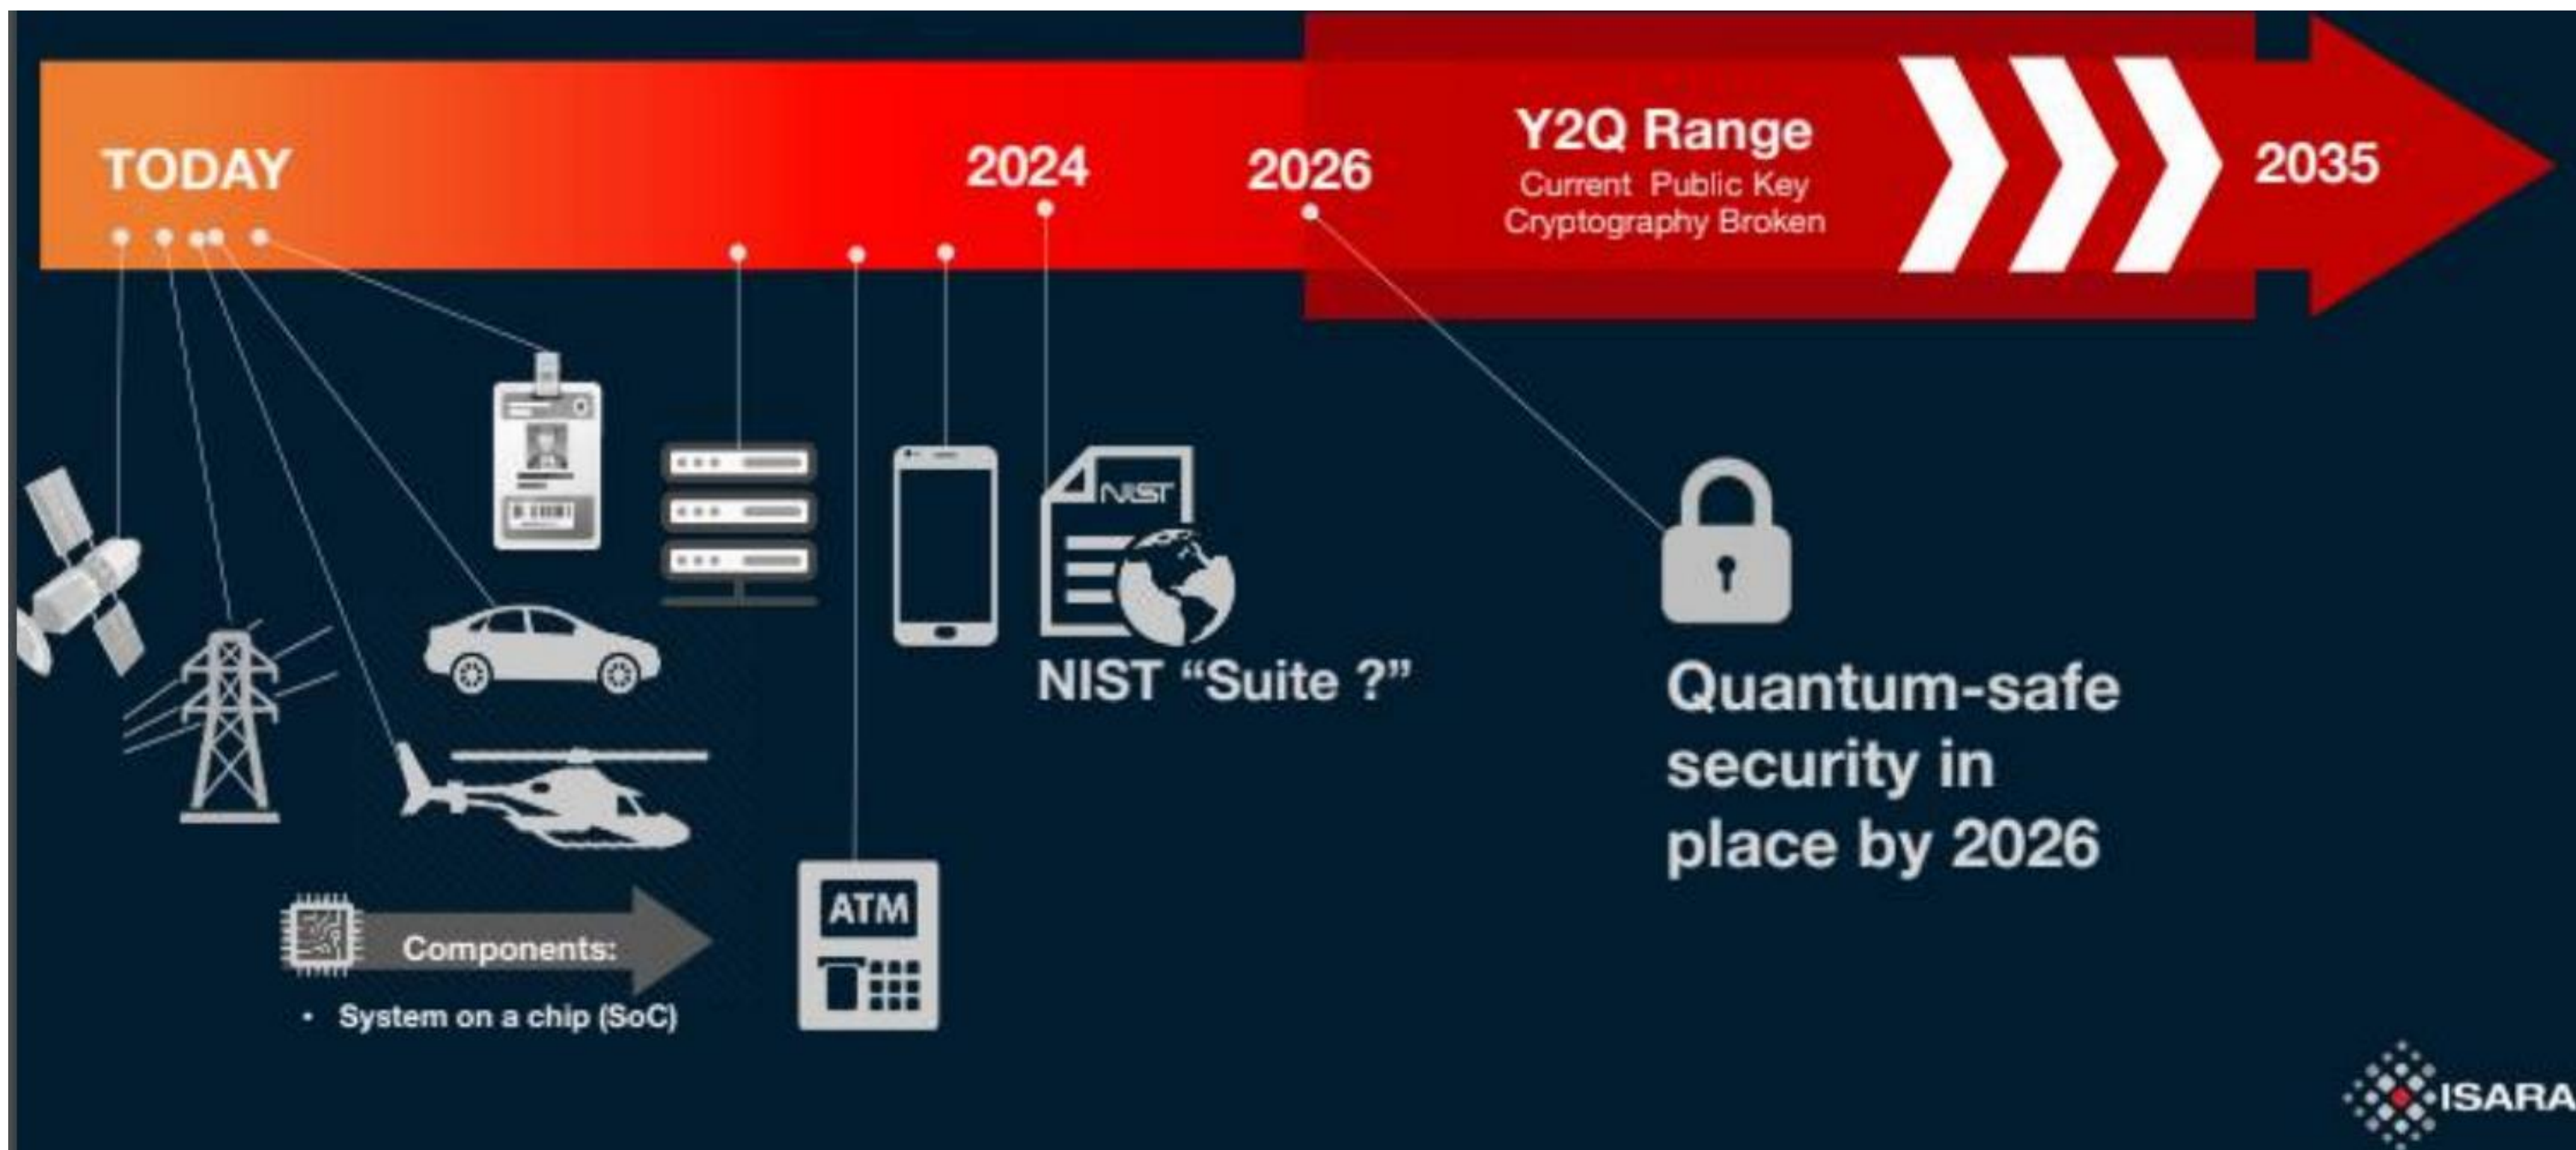 TODAY
2024
2026
Y2Q Range
Current Public Key
Cryptography Broken
2035
NIST
NIST “Suite ?”
Quantum-safe
security in
place by 2026
ATM
Components:
• System on a chip (SoC)
ISARA